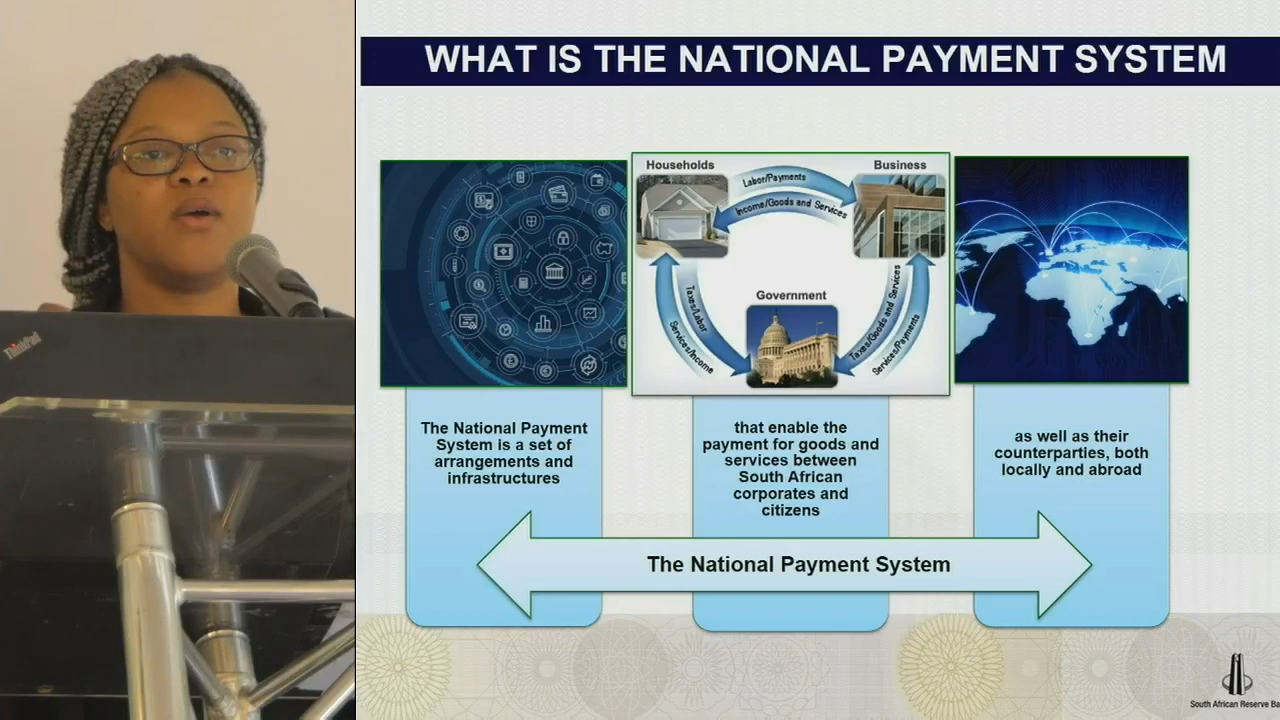 WHAT IS THE NATIONAL PAYMENT SYSTEM
Households
Business
Labor/Payments
Income/Goods and Services
Taxes/Labor
Services/Income
Government
Taxes/Goods and Services
Services/Payments
The National Payment
System is a set of
arrangements and
infrastructures
that enable the
payment for goods and
services between
South African
corporates and
citizens
as well as their
counterparties, both
locally and abroad
The National Payment System
South African Reserve Ba
ThinkPad